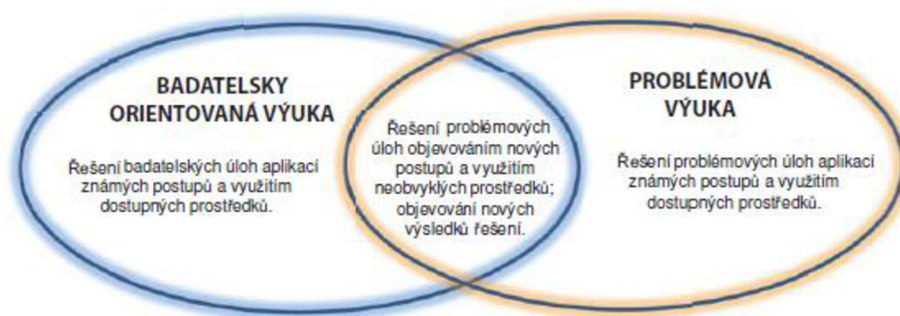 BADATELSKY
ORIENTOVANÁ VÝUKA
Řešení badatelských úloh aplikací
známých postupů a využitím
dostupných prostředků.
Řešení problémových
úloh objevováním nových
postupů a využitím
neobvyklých prostředků;
objevování nových
výsledků řešení.
PROBLÉMOVÁ
VÝUKA
Řešení problémových úloh aplikací
známých postupů a využitím
dostupných prostředků.